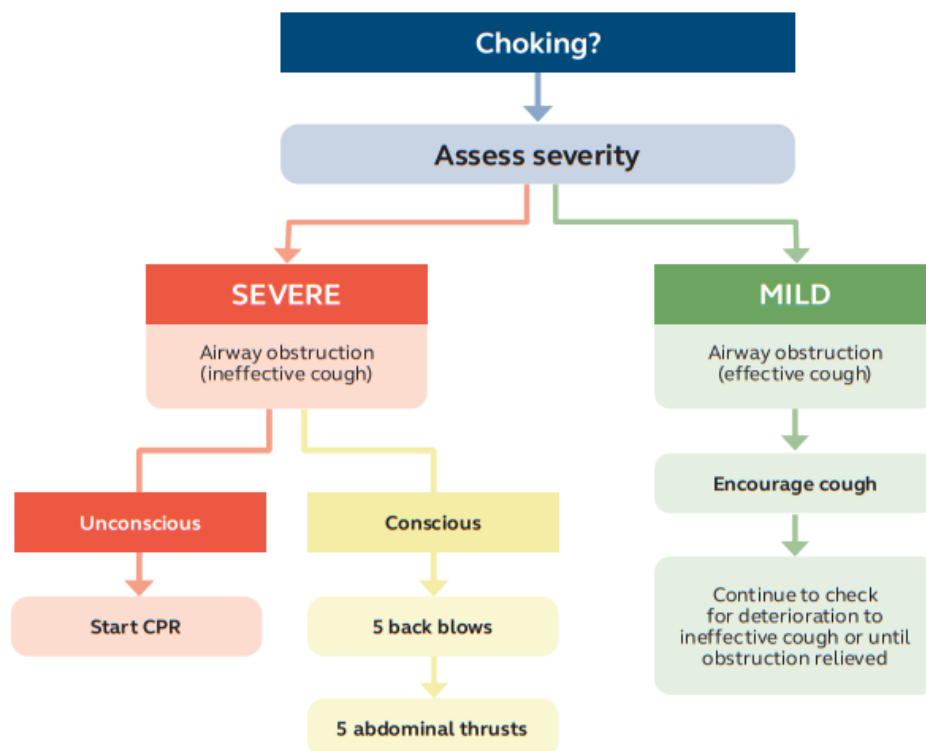 Choking?
Assess severity
SEVERE
Airway obstruction
(ineffective cough)
MILD
Airway obstruction
(effective cough)
Unconscious
Start CPR
Conscious
5 back blows
5 abdominal thrusts
Encourage cough
Continue to check
for deterioration to
ineffective cough or until
obstruction relieved